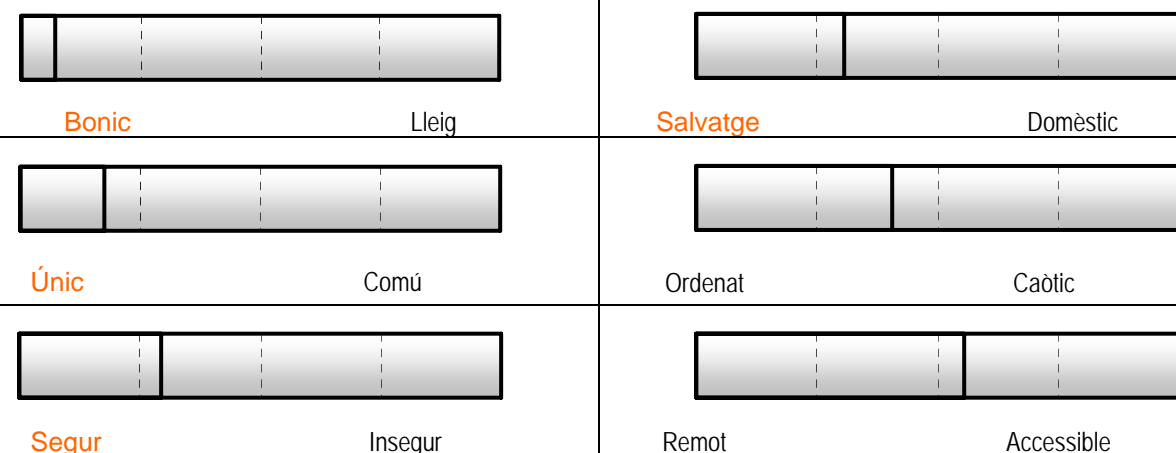 Bonic Lleig
Salvatge Domèstic
Únic Comú
Ordenat Caòtic
Segur Insegur
Remot Accessible